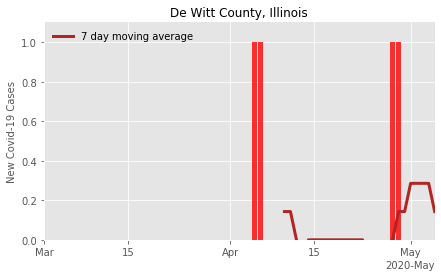 De Witt County, Illinois
7 day moving average
New Covid-19 Cases
1.0
0.8
0.6
0.4
0.2
0.0
Mar
15
Apr
15
May
2020-May